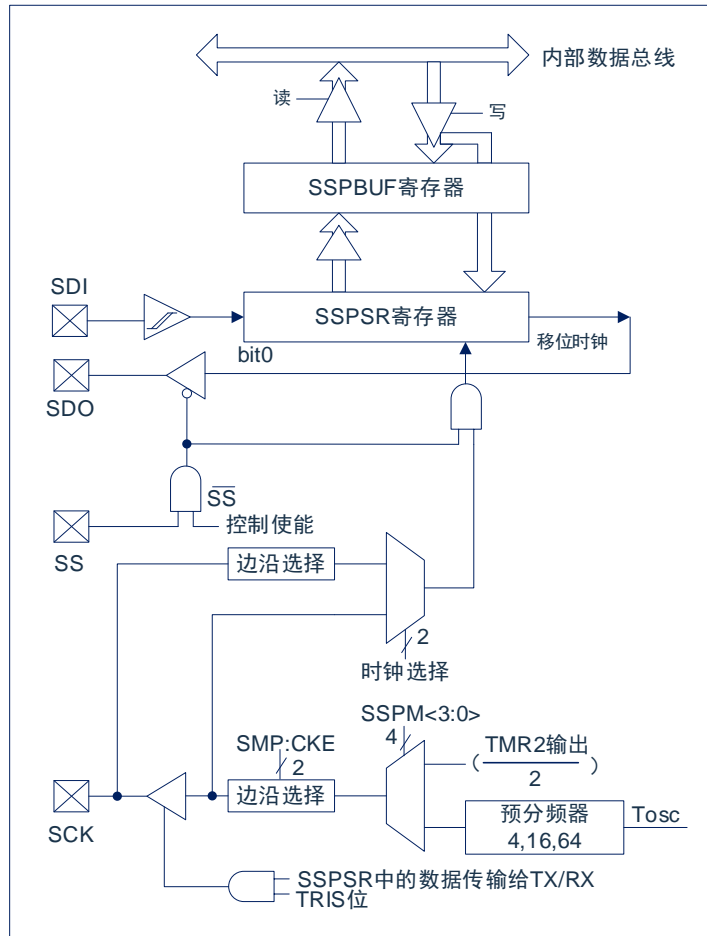 内部数据总线
读
写
SSPBUF寄存器
SDI
SSPSR寄存器
bit0
移位时钟
SDO
SS
控制使能
SS
边沿选择
2
时钟选择
SSPM<3:0>
4
SMP:CKE
2
(TMR2输出
2)
边沿选择
预分频器
4,16,64
Tosc
SCK
SSPSR中的数据传输给TX/RX
TRIS位